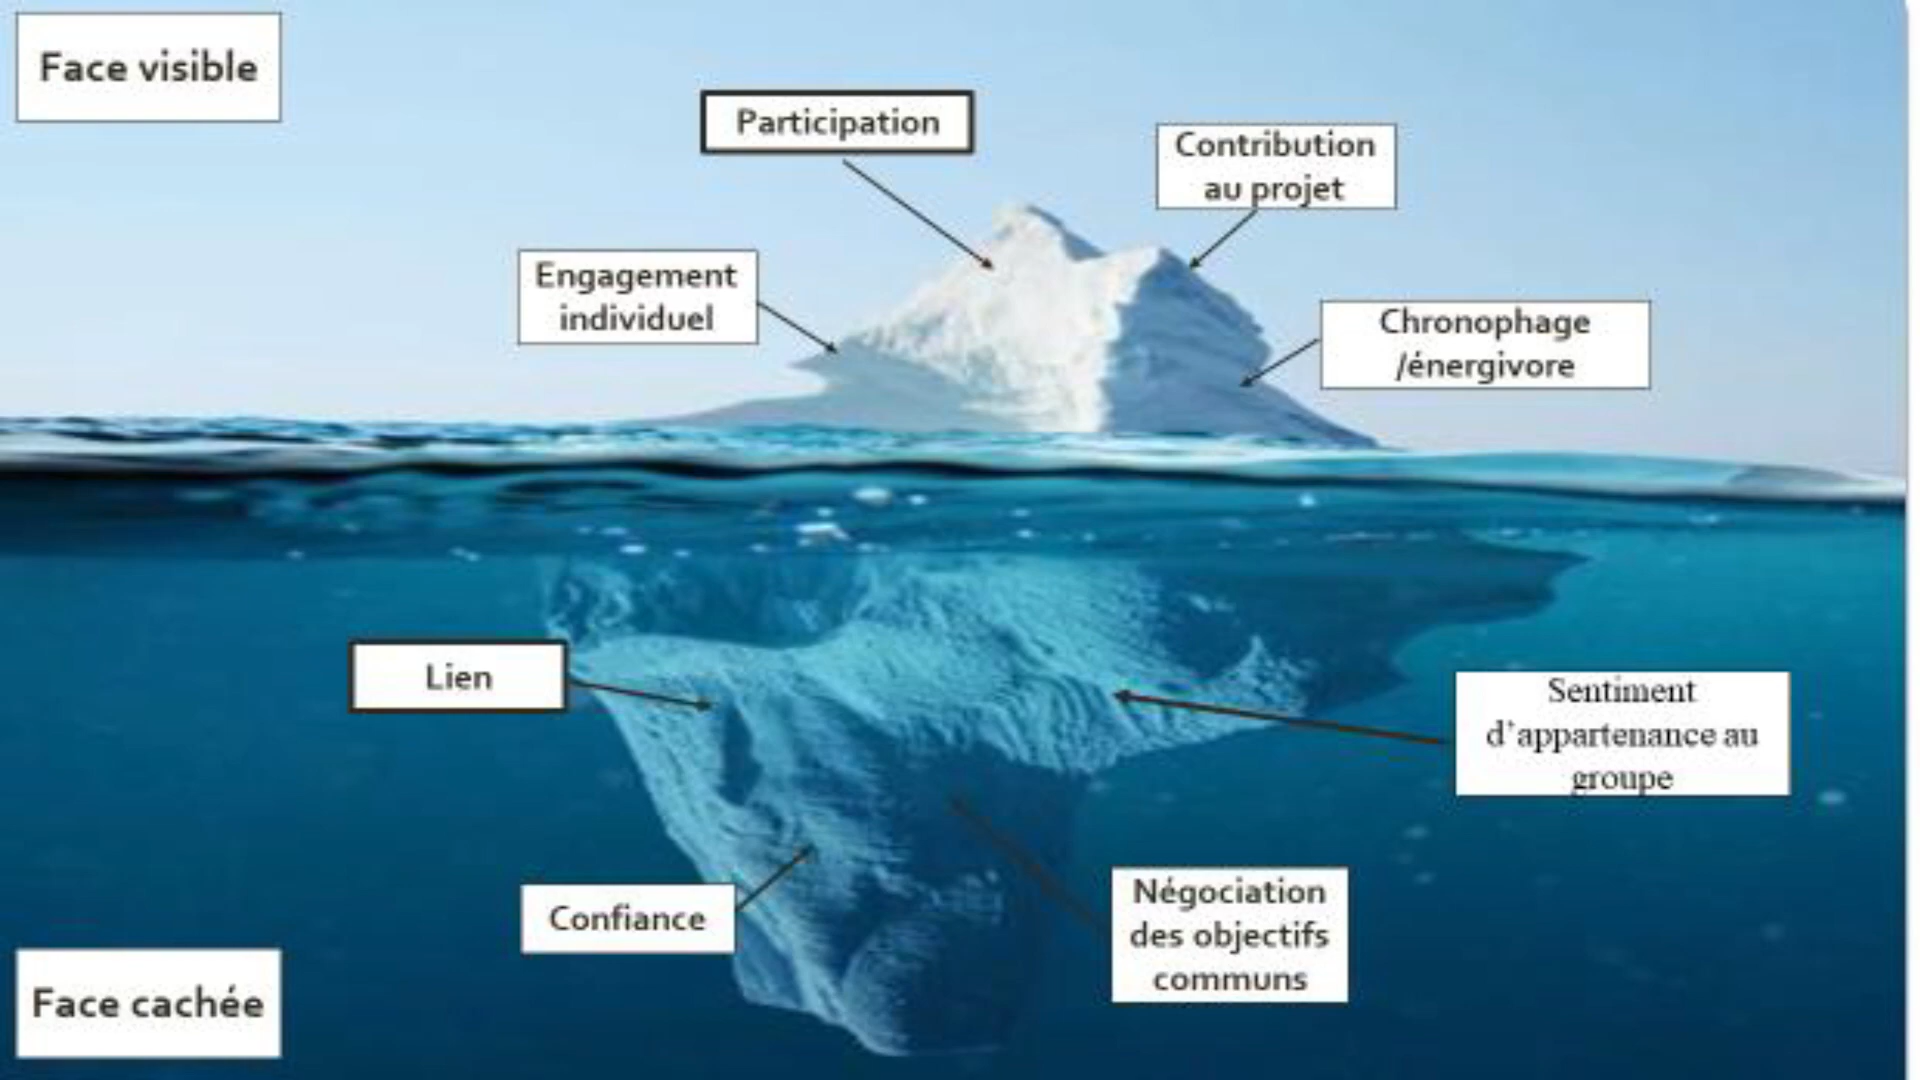 Face visible
Participation
Contribution
au projet
Engagement
individuel
Chronophage
/énergivore
Lien
Sentiment
d’appartenance au
groupe
Confiance
Négociation
des objectifs
communs
Face cachée